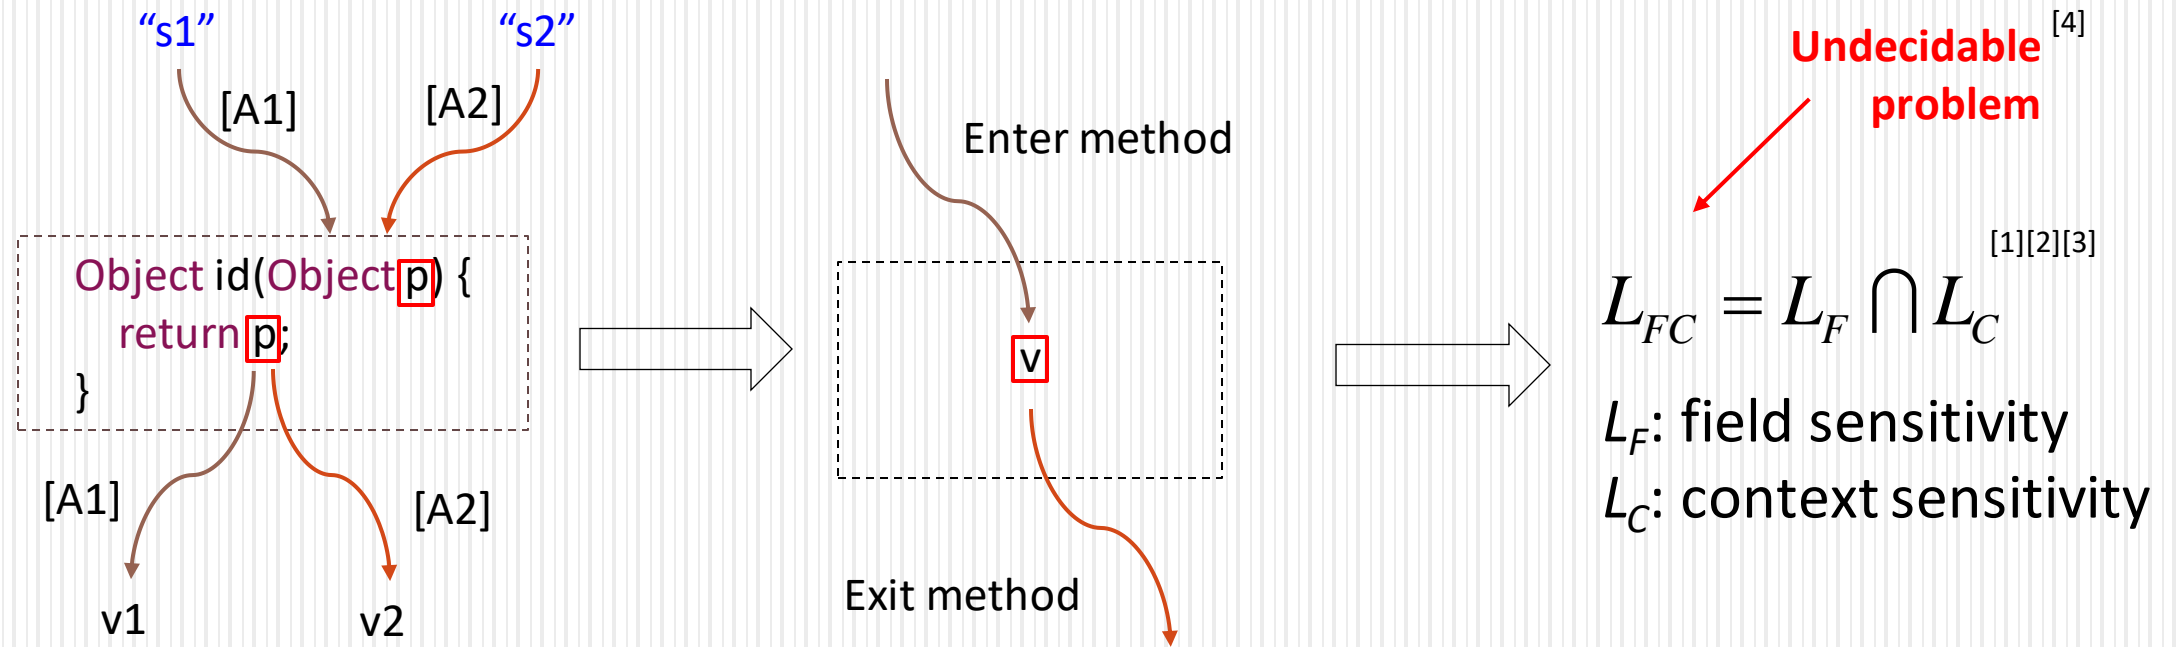 “s1”
“s2”
[A1]
[A2]
Object id(Object p) {
return p;
}
[A1]
[A2]
v1
v2
Enter method
v
Exit method
Undecidable [4]
problem
[1][2][3]
L_FC = L_F ⋂ L_C
L_F: field sensitivity
L_C: context sensitivity